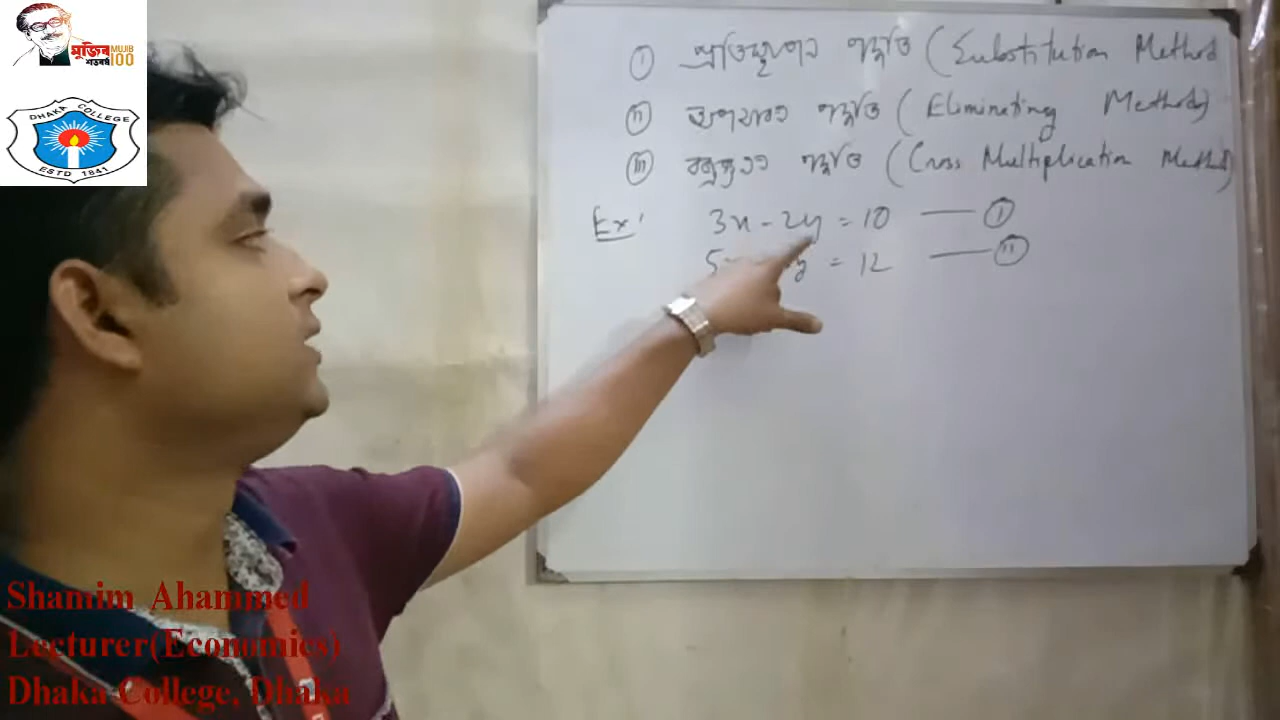 মুজিব MUJIB
শতবর্ষ 100
DHAKA COLLEGE
ESTD 1841
i প্রতিস্থাপন পদ্ধতি (Substitution Method
ii অপনয়ন পদ্ধতি (Eliminating Method)
iii বজ্রগুণন পদ্ধতি (Cross Multiplication Method)
Ex: 3x - 2y = 10 — i
= 12 — ii
Shamim Ahammed
Lecturer(Economics)
Dhaka College, Dhaka